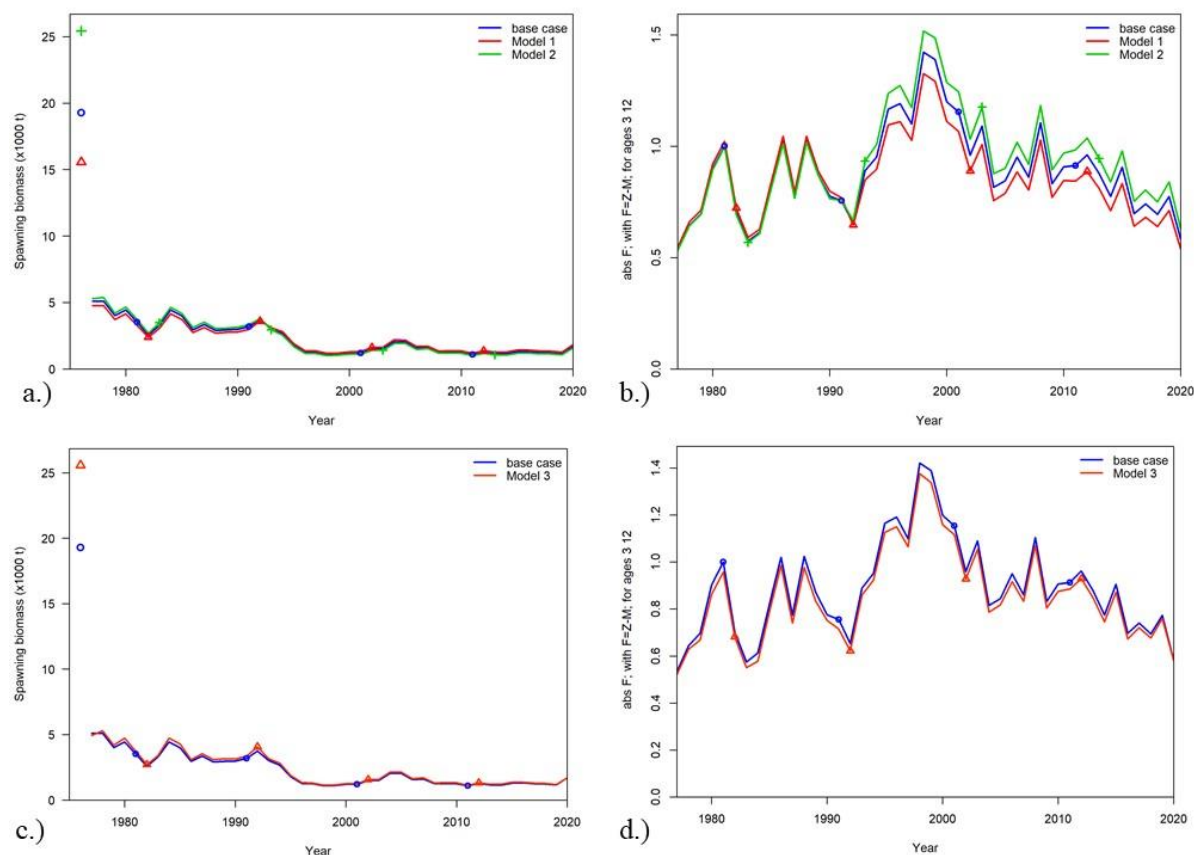 25
20
15
10
5
0
Spawning biomass (x1000 t)
base case
Model 1
Model 2
1980
1990
2000
2010
2020
Year
a.)
1.5
1.0
0.5
0.0
abs F; with F=Z-M; for ages 3 12
base case
Model 1
Model 2
1980
1990
2000
2010
2020
Year
b.)
25
20
15
10
5
0
Spawning biomass (x1000 t)
base case
Model 3
1980
1990
2000
2010
2020
Year
c.)
1.4
1.2
1.0
0.8
0.6
0.4
0.2
0.0
abs F; with F=Z-M; for ages 3 12
base case
Model 3
1980
1990
2000
2010
2020
Year
d.)